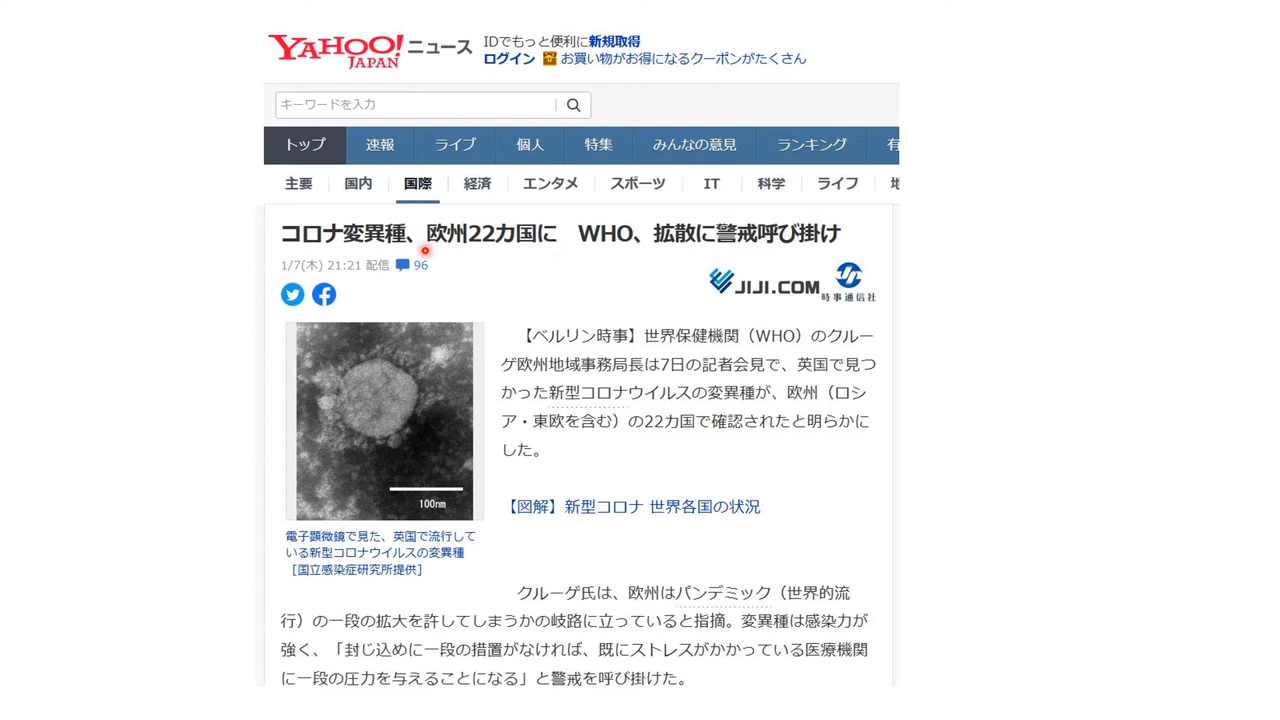 YAHOO! JAPAN ニュース
IDでもっと便利に新規取得
ログイン お買い物がお得になるクーポンがたくさん
キーワードを入力
トップ 速報 ライブ 個人 特集 みんなの意見 ランキング 有
主要 国内 国際 経済 エンタメ スポーツ IT 科学 ライフ 地
コロナ変異種、欧州22カ国に　WHO、拡散に警戒呼び掛け
1/7(木) 21:21 配信 96
JIJI.COM 時事通信社
【ベルリン時事】世界保健機関（WHO）のクルー
ゲ欧州地域事務局長は7日の記者会見で、英国で見つ
かった新型コロナウイルスの変異種が、欧州（ロシ
ア・東欧を含む）の22カ国で確認されたと明らかに
した。
100nm
【図解】新型コロナ 世界各国の状況
電子顕微鏡で見た、英国で流行して
いる新型コロナウイルスの変異種
［国立感染症研究所提供］
クルーゲ氏は、欧州はパンデミック（世界的流
行）の一段の拡大を許してしまうかの岐路に立っていると指摘。変異種は感染力が
強く、「封じ込めに一段の措置がなければ、既にストレスがかかっている医療機関
に一段の圧力を与えることになる」と警戒を呼び掛けた。